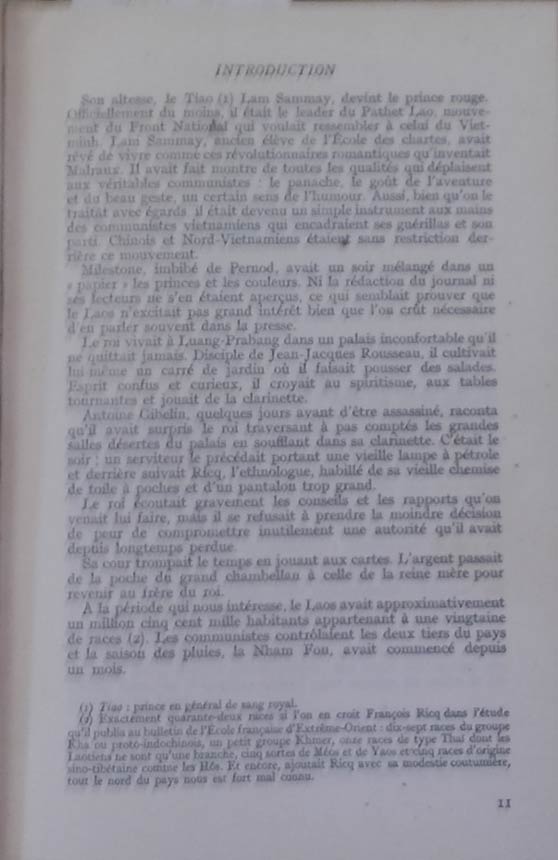 INTRODUCTION
Son altesse, le Tiao (1) Lam Sammay, devint le prince rouge.
Officiellement du moins, il était le leader du Pathet Lao, mouve-
ment du Front National qui voulait ressembler à celui du Viet-
minh. Lam Sammay, ancien élève de l'École des chartes, avait
rêvé de vivre comme ces révolutionnaires romantiques qu'inventait
Malraux. Il avait fait montre de toutes les qualités qui déplaisent
aux véritables communistes : le panache, le goût de l'aventure
et du beau geste, un certain sens de l'humour. Aussi, bien qu'on le
traitât avec égards, il était devenu un simple instrument aux mains
des communistes vietnamiens qui encadraient ses guérillas et son
parti. Chinois et Nord-Vietnamiens étaient sans restriction der-
rière ce mouvement.
Milestone, imbibé de Pernod, avait un soir mélangé dans un
« papier » les princes et les couleurs. Ni la rédaction du journal ni
ses lecteurs ne s'en étaient aperçus, ce qui semblait prouver que
le Laos n'excitait pas grand intérêt bien que l'on crût nécessaire
d'en parler souvent dans la presse.
Le roi vivait à Luang-Prabang dans un palais inconfortable qu'il
ne quittait jamais. Disciple de Jean-Jacques Rousseau, il cultivait
lui-même un carré de jardin où il faisait pousser des salades.
Esprit confus et curieux, il croyait au spiritisme, aux tables
tournantes et jouait de la clarinette.
Antoine Cibelin, quelques jours avant d'être assassiné, raconta
qu'il avait surpris le roi traversant à pas comptés les grandes
salles désertes du palais en soufflant dans sa clarinette. C'était le
soir ; un serviteur le précédait portant une vieille lampe à pétrole
et derrière suivait Ricq, l'ethnologue, habillé de sa vieille chemise
de toile à poches et d'un pantalon trop grand.
Le roi écoutait gravement les conseils et les rapports qu'on
venait lui faire, mais il se refusait à prendre la moindre décision
de peur de compromettre inutilement une autorité qu'il avait
depuis longtemps perdue.
Sa cour trompait le temps en jouant aux cartes. L'argent passait
de la poche du grand chambellan à celle de la reine mère pour
revenir au frère du roi.
A la période qui nous intéresse, le Laos avait approximativement
un million cinq cent mille habitants appartenant à une vingtaine
de races (2). Les communistes contrôlaient les deux tiers du pays
et la saison des pluies, la Nham Fou, avait commencé depuis
un mois.
(1) Tiao : prince en général de sang royal.
(2) Exactement quarante-deux races si l'on en croit François Ricq dans l'étude
qu'il publia au bulletin de l'École française d'Extrême-Orient : dix-sept races du groupe
Kha ou proto-indochinois, un petit groupe Khmer, onze races de type Thaï dont les
Laotiens ne sont qu'une branche, cinq sortes de Méos et de Yaos et cinq races d'origine
sino-tibétaine comme les Hos. Et encore, ajoutait Ricq avec sa modestie coutumière,
tout le nord du pays nous est fort mal connu.
11